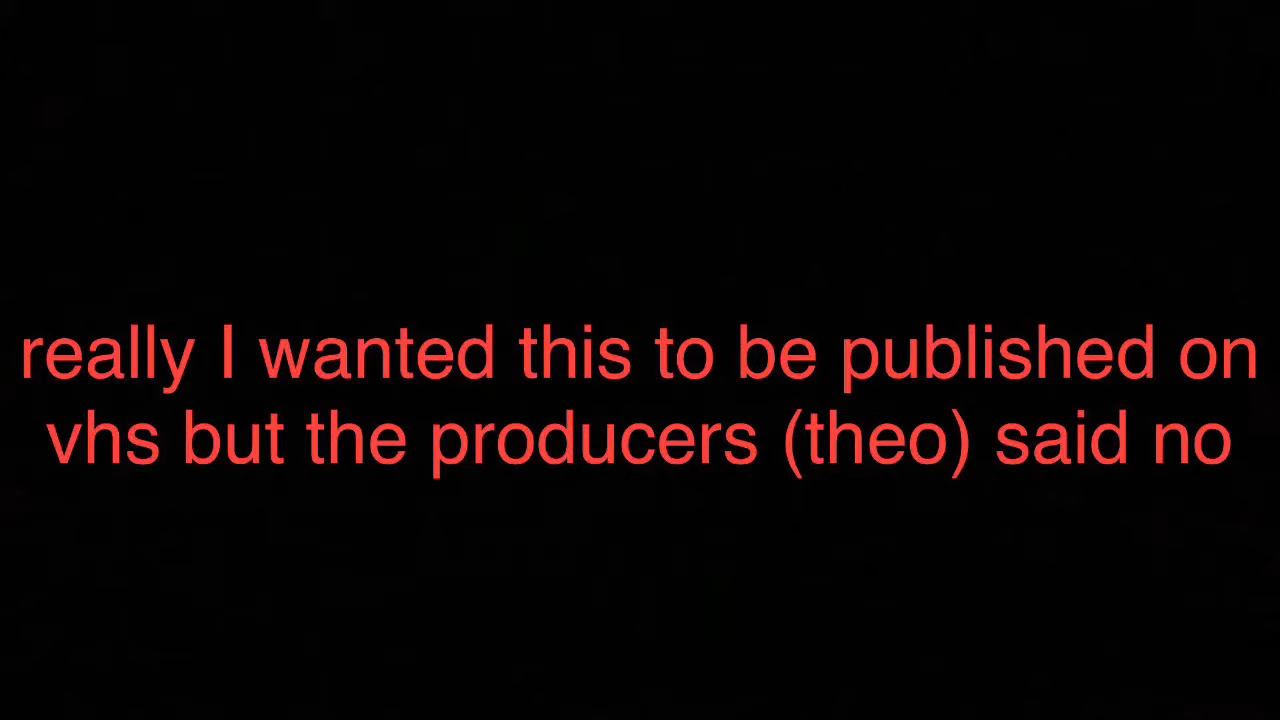 really I wanted this to be published on
vhs but the producers (theo) said no